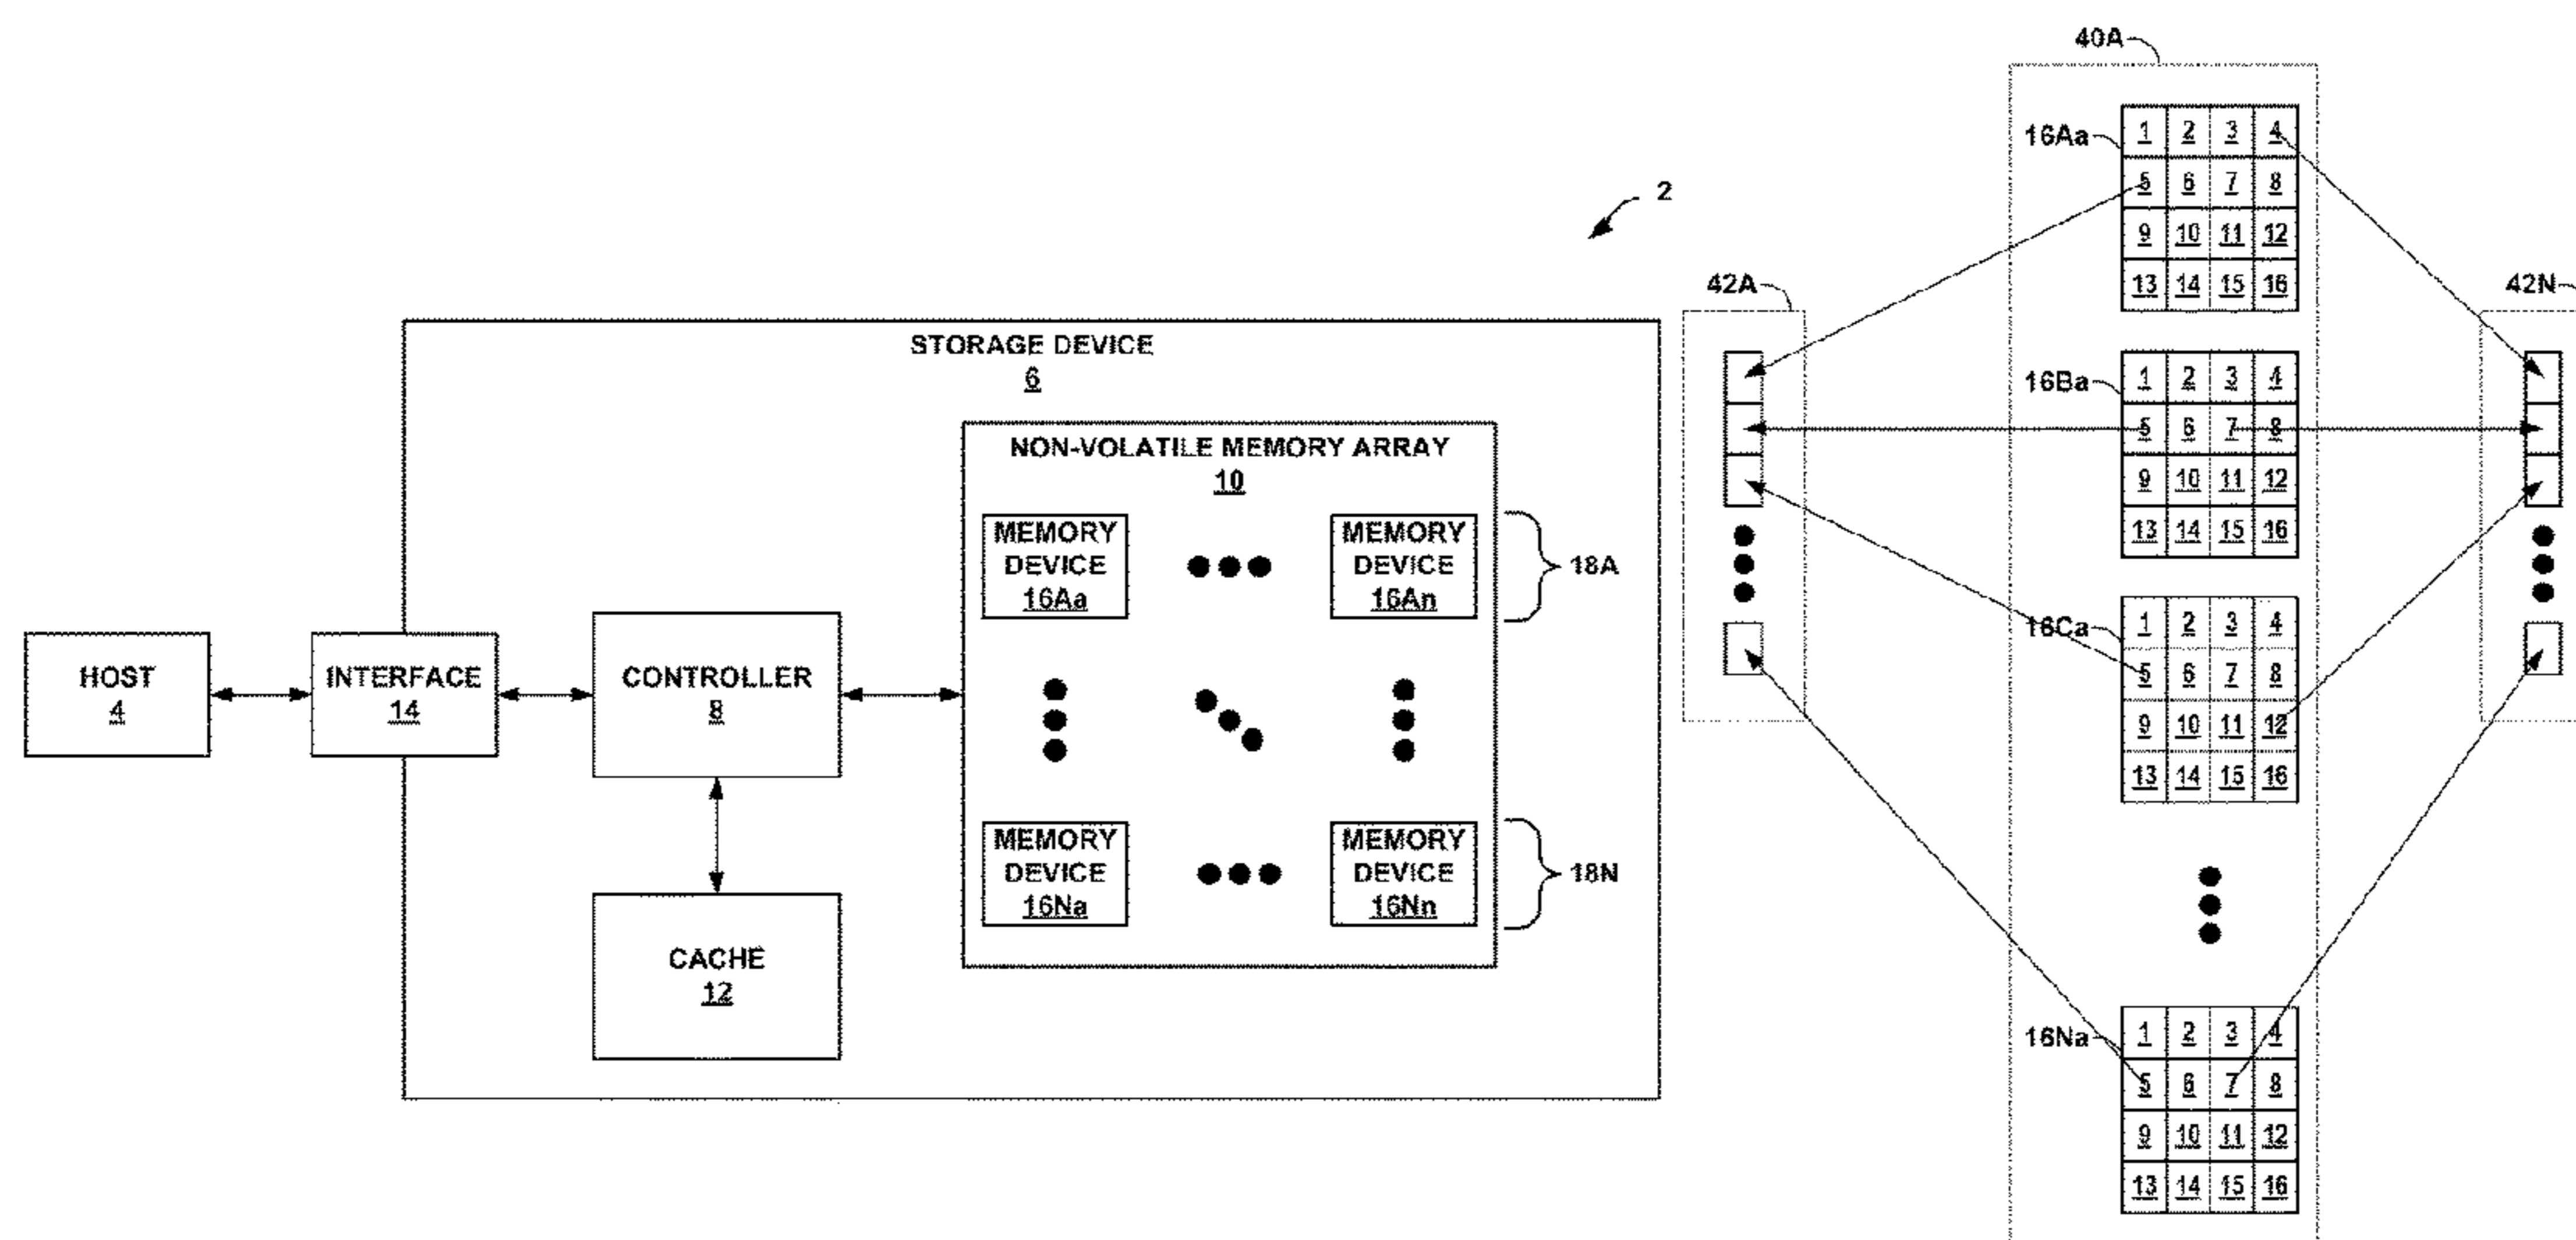 2
STORAGE DEVICE
6
NON-VOLATILE MEMORY ARRAY
10
MEMORY
DEVICE
16Aa
MEMORY
DEVICE
16An
18A
HOST
4
INTERFACE
14
CONTROLLER
8
MEMORY
DEVICE
16Na
MEMORY
DEVICE
16Nn
18N
CACHE
12
40A
42A
42N
16Aa
1 2 3 4
5 6 7 8
9 10 11 12
13 14 15 16
16Ba
1 2 3 4
5 6 7 8
9 10 11 12
13 14 15 16
16Ca
1 2 3 4
5 6 7 8
9 10 11 12
13 14 15 16
16Na
1 2 3 4
5 6 7 8
9 10 11 12
13 14 15 16